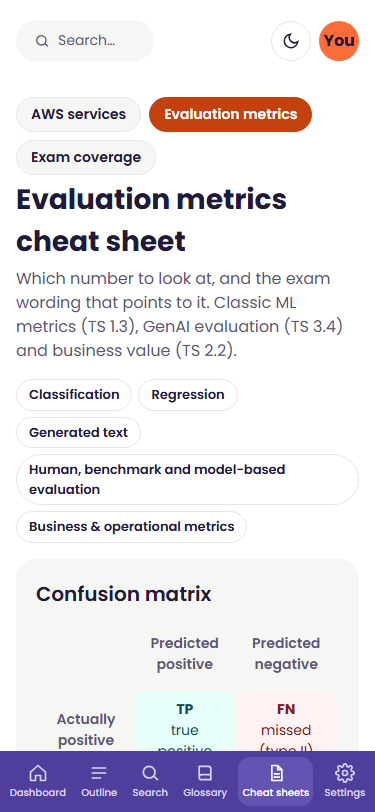 Search...
You
AWS services
Evaluation metrics
Exam coverage
Evaluation metrics
cheat sheet
Which number to look at, and the exam
wording that points to it. Classic ML
metrics (TS 1.3), GenAI evaluation (TS 3.4)
and business value (TS 2.2).
Classification
Regression
Generated text
Human, benchmark and model-based
evaluation
Business & operational metrics
Confusion matrix
Predicted
positive
Predicted
negative
Actually
positive
TP
true
positive
FN
missed
(type II)
Dashboard
Outline
Search
Glossary
Cheat sheets
Settings